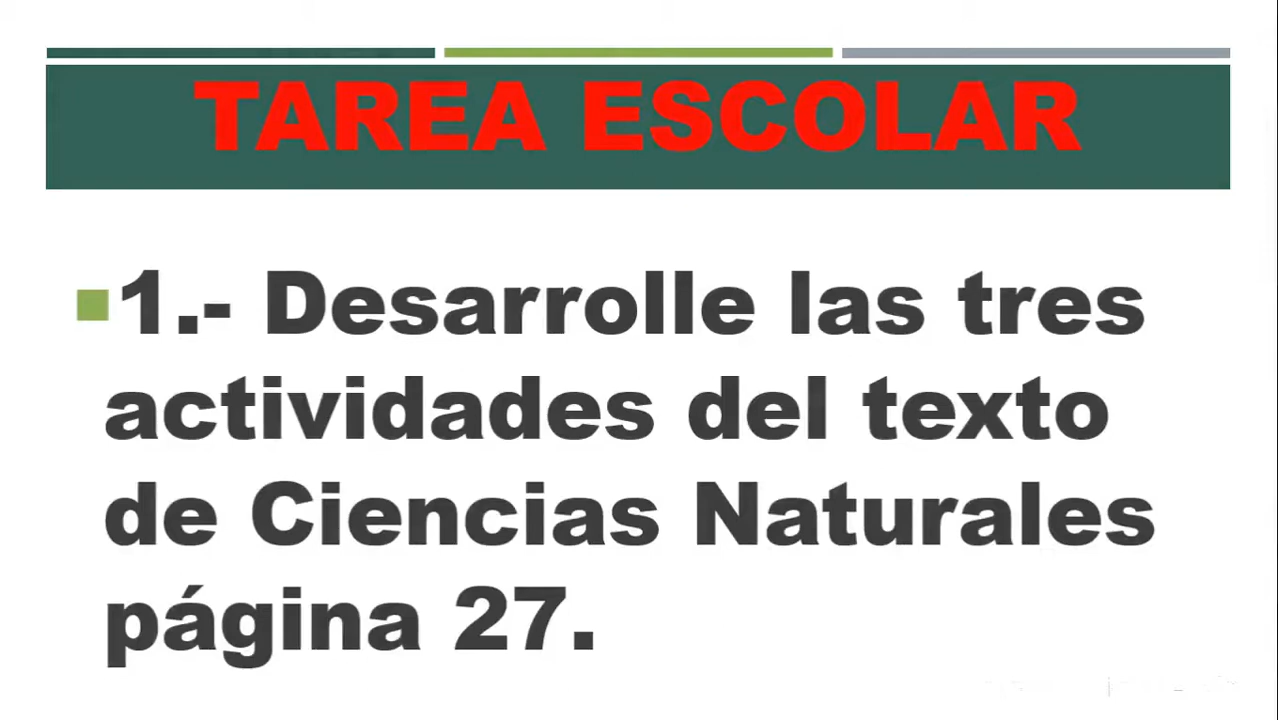 TAREA ESCOLAR
1.- Desarrolle las tres
actividades del texto
de Ciencias Naturales
página 27.